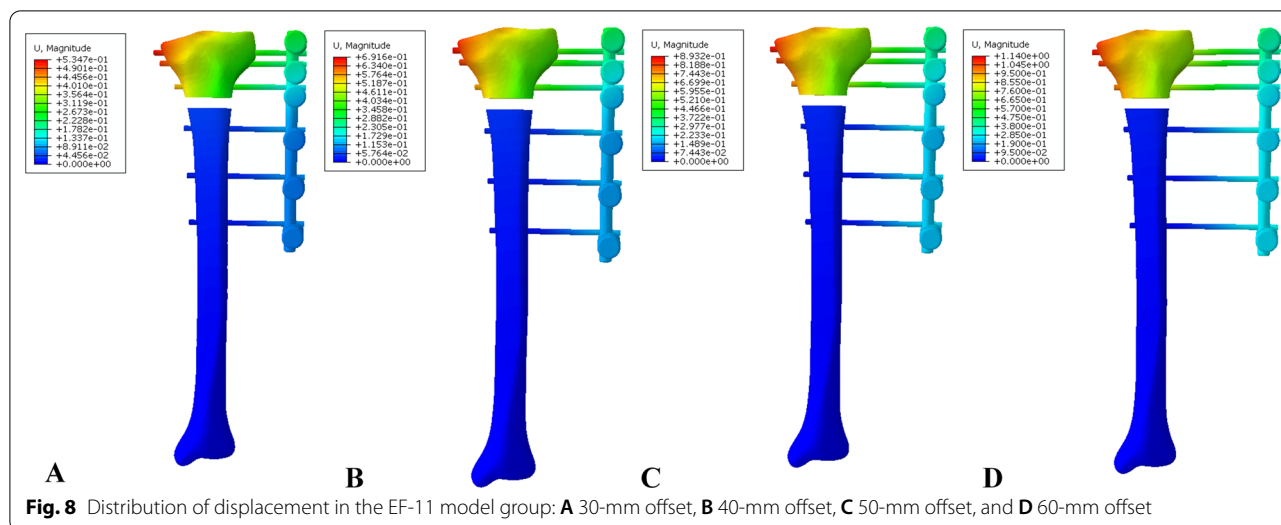 U, Magnitude
+5.347e-01
+4.901e-01
+4.456e-01
+4.010e-01
+3.564e-01
+3.119e-01
+2.673e-01
+2.228e-01
+1.782e-01
+1.337e-01
+8.911e-02
+4.456e-02
+0.000e+00
A
U, Magnitude
+6.916e-01
+6.340e-01
+5.764e-01
+5.187e-01
+4.611e-01
+4.034e-01
+3.458e-01
+2.882e-01
+2.305e-01
+1.729e-01
+1.153e-01
+5.764e-02
+0.000e+00
B
U, Magnitude
+8.932e-01
+8.188e-01
+7.443e-01
+6.699e-01
+5.955e-01
+5.210e-01
+4.466e-01
+3.722e-01
+2.977e-01
+2.233e-01
+1.489e-01
+7.443e-02
+0.000e+00
C
U, Magnitude
+1.140e+00
+1.045e+00
+9.500e-01
+8.550e-01
+7.600e-01
+6.650e-01
+5.700e-01
+4.750e-01
+3.800e-01
+2.850e-01
+1.900e-01
+9.500e-02
+0.000e+00
D
Fig. 8 Distribution of displacement in the EF-11 model group: A 30-mm offset, B 40-mm offset, C 50-mm offset, and D 60-mm offset